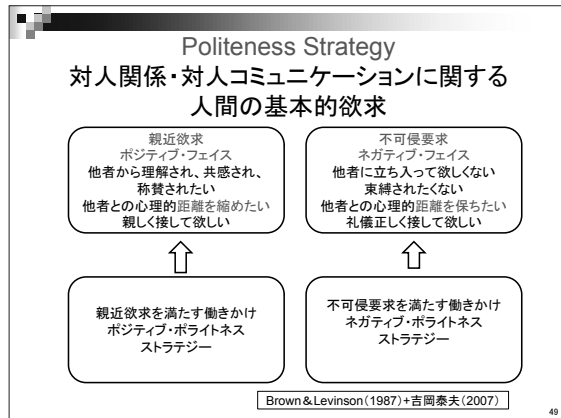 Politeness Strategy
対人関係・対人コミュニケーションに関する
人間の基本的欲求
親近欲求
ポジティブ・フェイス
他者から理解され、共感され、
称賛されたい
他者との心理的距離を縮めたい
親しく接して欲しい
不可侵要求
ネガティブ・フェイス
他者に立ち入って欲しくない
束縛されたくない
他者との心理的距離を保ちたい
礼儀正しく接して欲しい
親近欲求を満たす働きかけ
ポジティブ・ポライトネス
ストラテジー
不可侵要求を満たす働きかけ
ネガティブ・ポライトネス
ストラテジー
Brown&Levinson(1987)+吉岡泰夫(2007)
49